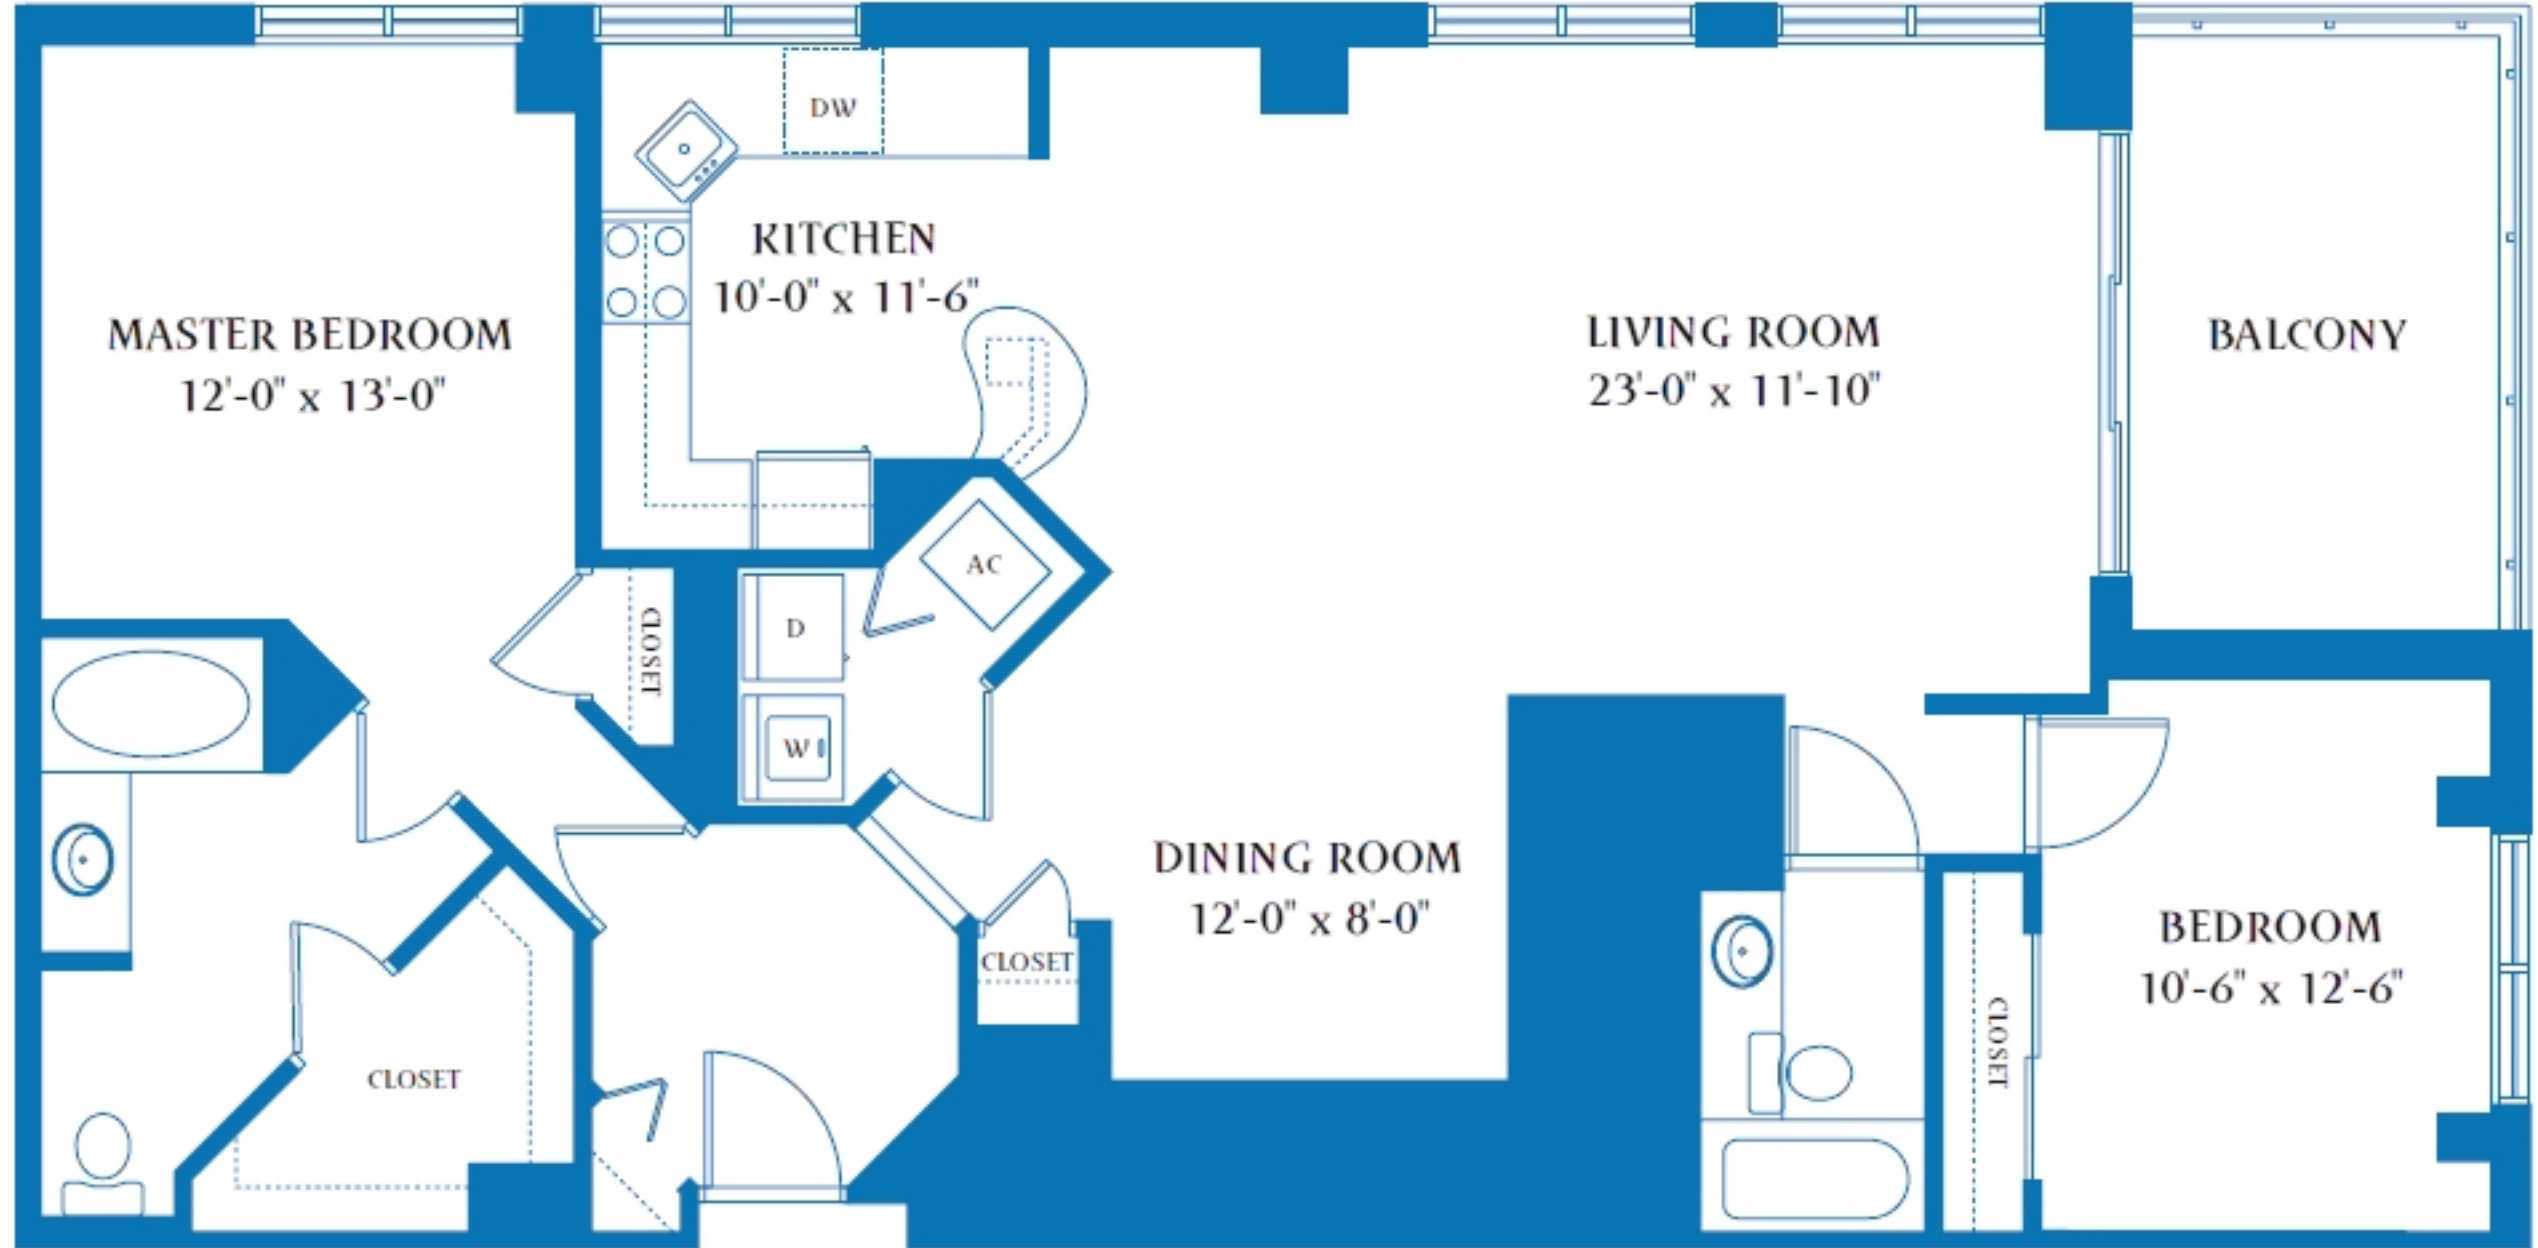 DW
KITCHEN
10'-0" x 11'-6"
MASTER BEDROOM
12'-0" x 13'-0"
LIVING ROOM
23'-0" x 11'-10"
BALCONY
AC
D
CLOSET
W
DINING ROOM
12'-0" x 8'-0"
CLOSET
BEDROOM
10'-6" x 12'-6"
CLOSET
CLOSET